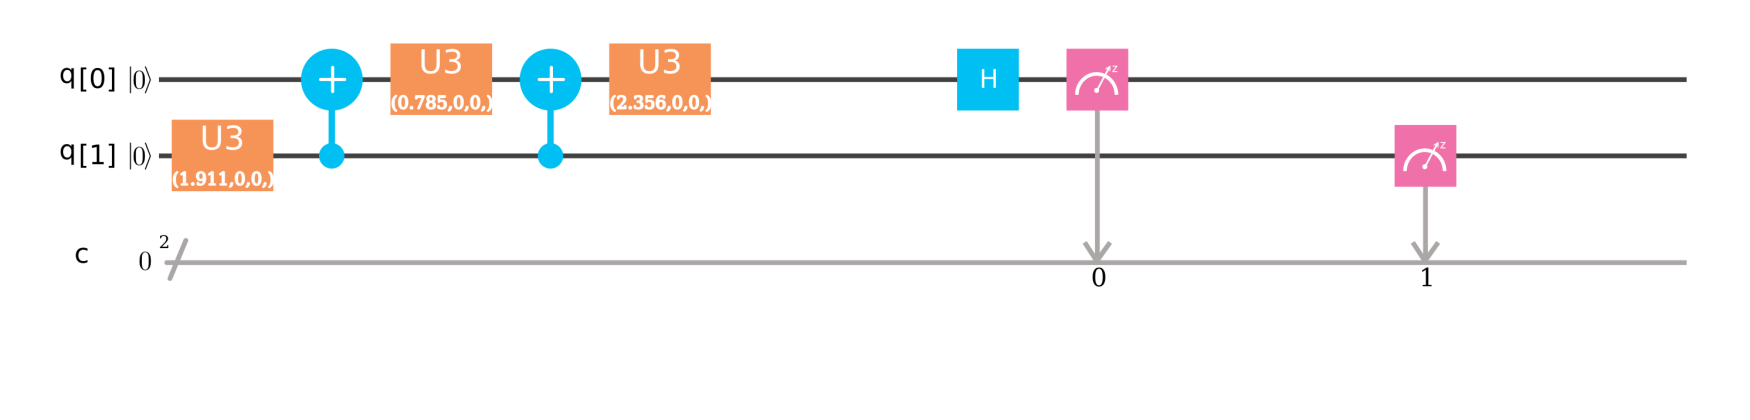 q[0] |0⟩ + U3 (0.785,0,0,) + U3 (2.356,0,0,) H z
q[1] |0⟩ U3 (1.911,0,0,) z
c 0 2
0 1